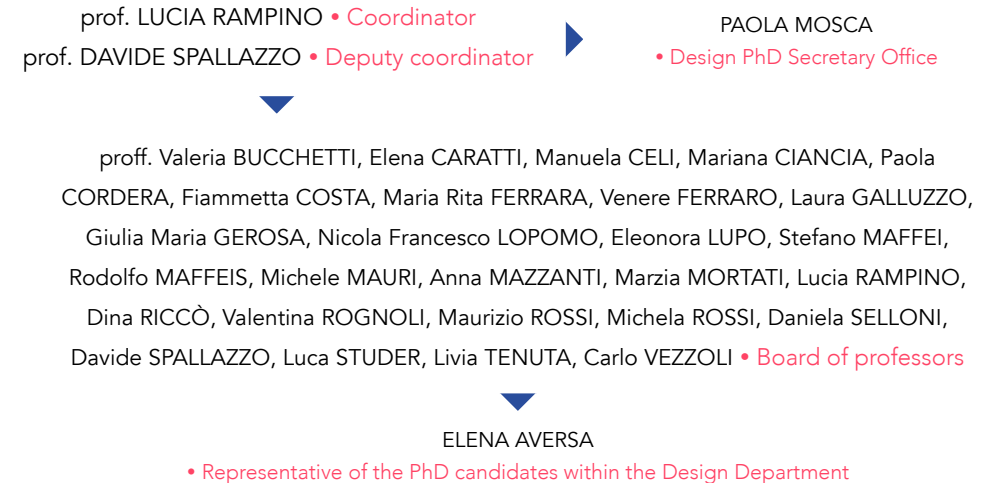 prof. LUCIA RAMPINO • Coordinator
prof. DAVIDE SPALLAZZO • Deputy coordinator
PAOLA MOSCA
• Design PhD Secretary Office
proff. Valeria BUCCHETTI, Elena CARATTI, Manuela CELI, Mariana CIANCIA, Paola
CORDERA, Fiammetta COSTA, Maria Rita FERRARA, Venere FERRARO, Laura GALLUZZO,
Giulia Maria GEROSA, Nicola Francesco LOPOMO, Eleonora LUPO, Stefano MAFFEI,
Rodolfo MAFFEIS, Michele MAURI, Anna MAZZANTI, Marzia MORTATI, Lucia RAMPINO,
Dina RICCÒ, Valentina ROGNOLI, Maurizio ROSSI, Michela ROSSI, Daniela SELLONI,
Davide SPALLAZZO, Luca STUDER, Livia TENUTA, Carlo VEZZOLI • Board of professors
ELENA AVERSA
• Representative of the PhD candidates within the Design Department